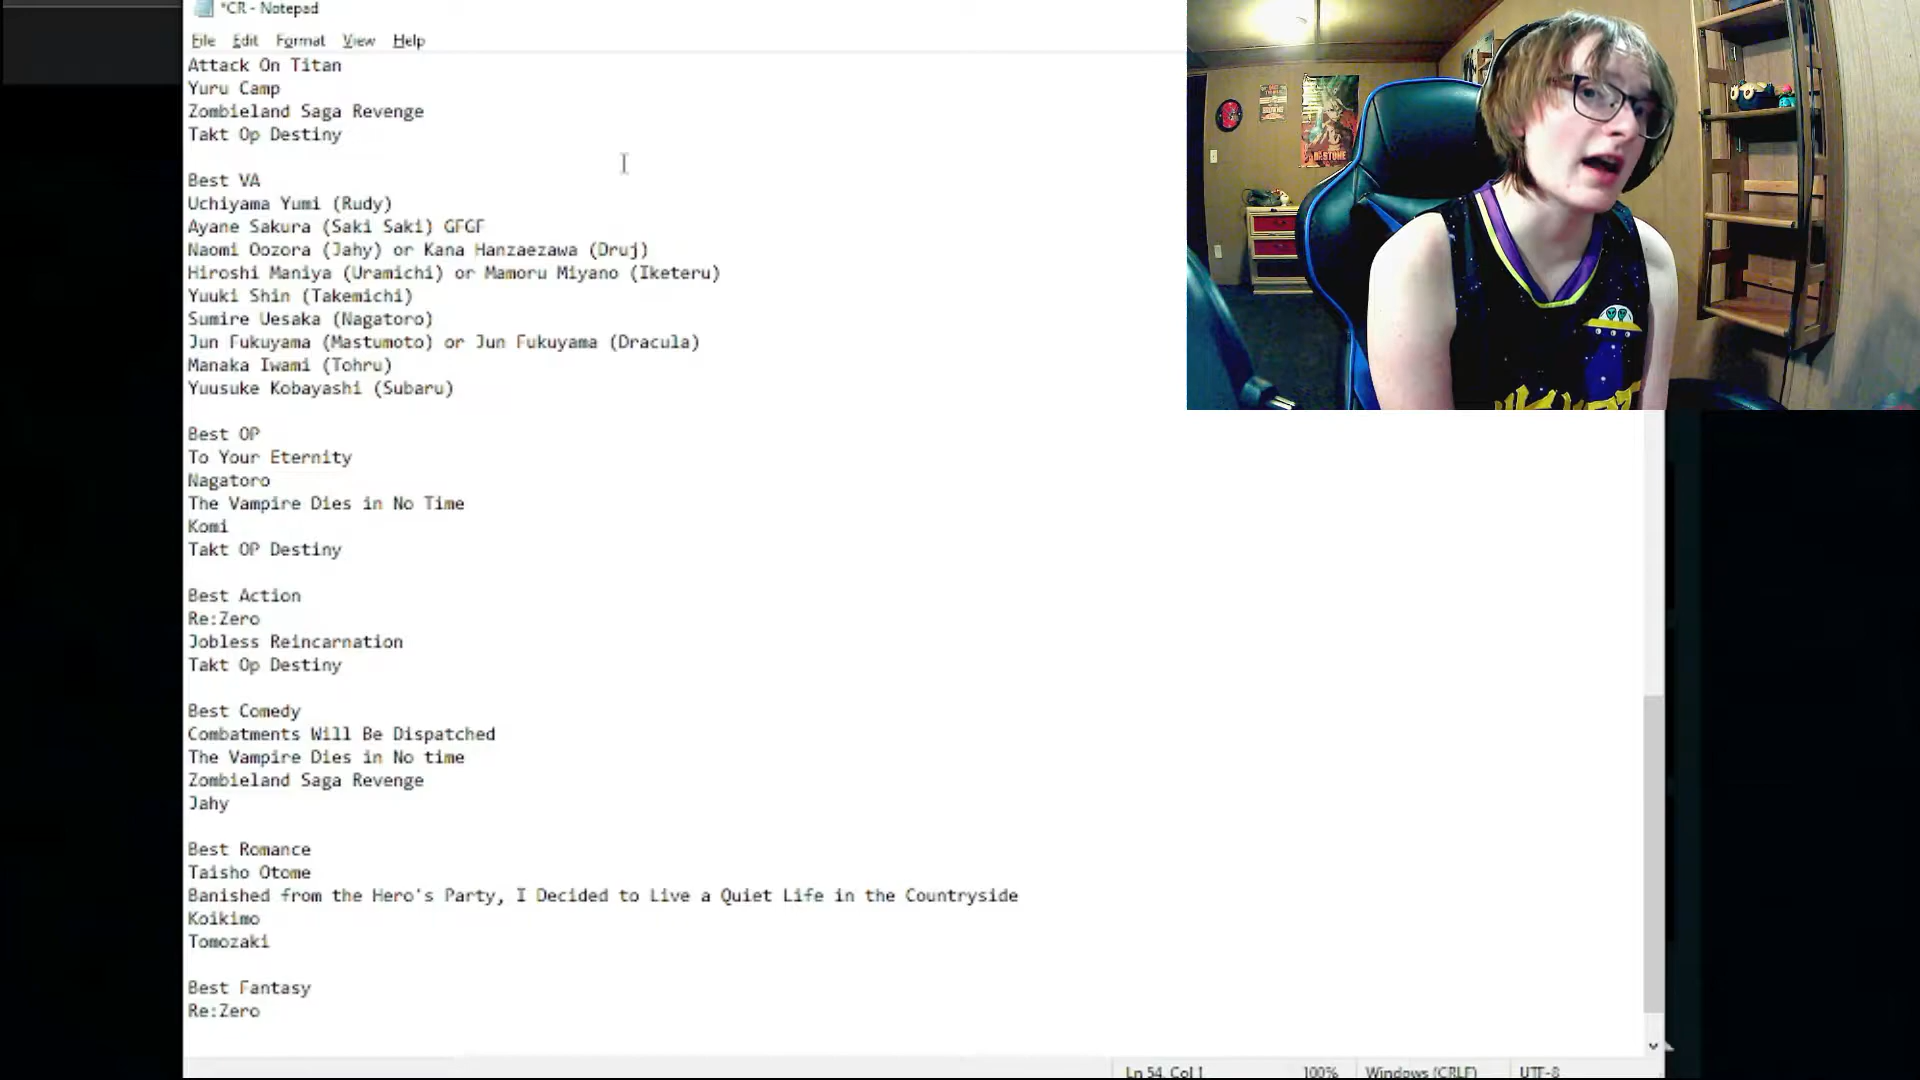 *CR - Notepad
File Edit Format View Help
Attack On Titan
Yuru Camp
Zombieland Saga Revenge
Takt Op Destiny
Best VA
Uchiyama Yumi (Rudy)
Ayane Sakura (Saki Saki) GFGF
Naomi Oozora (Jahy) or Kana Hanzaezawa (Druj)
Hiroshi Maniya (Uramichi) or Mamoru Miyano (Iketeru)
Yuuki Shin (Takemichi)
Sumire Uesaka (Nagatoro)
Jun Fukuyama (Mastumoto) or Jun Fukuyama (Dracula)
Manaka Iwami (Tohru)
Yuusuke Kobayashi (Subaru)
Best OP
To Your Eternity
Nagatoro
The Vampire Dies in No Time
Komi
Takt OP Destiny
Best Action
Re:Zero
Jobless Reincarnation
Takt Op Destiny
Best Comedy
Combatments Will Be Dispatched
The Vampire Dies in No time
Zombieland Saga Revenge
Jahy
Best Romance
Taisho Otome
Banished from the Hero's Party, I Decided to Live a Quiet Life in the Countryside
Koikimo
Tomozaki
Best Fantasy
Re:Zero
Ln 54, Col 1 100% Windows (CRLF) UTF-8